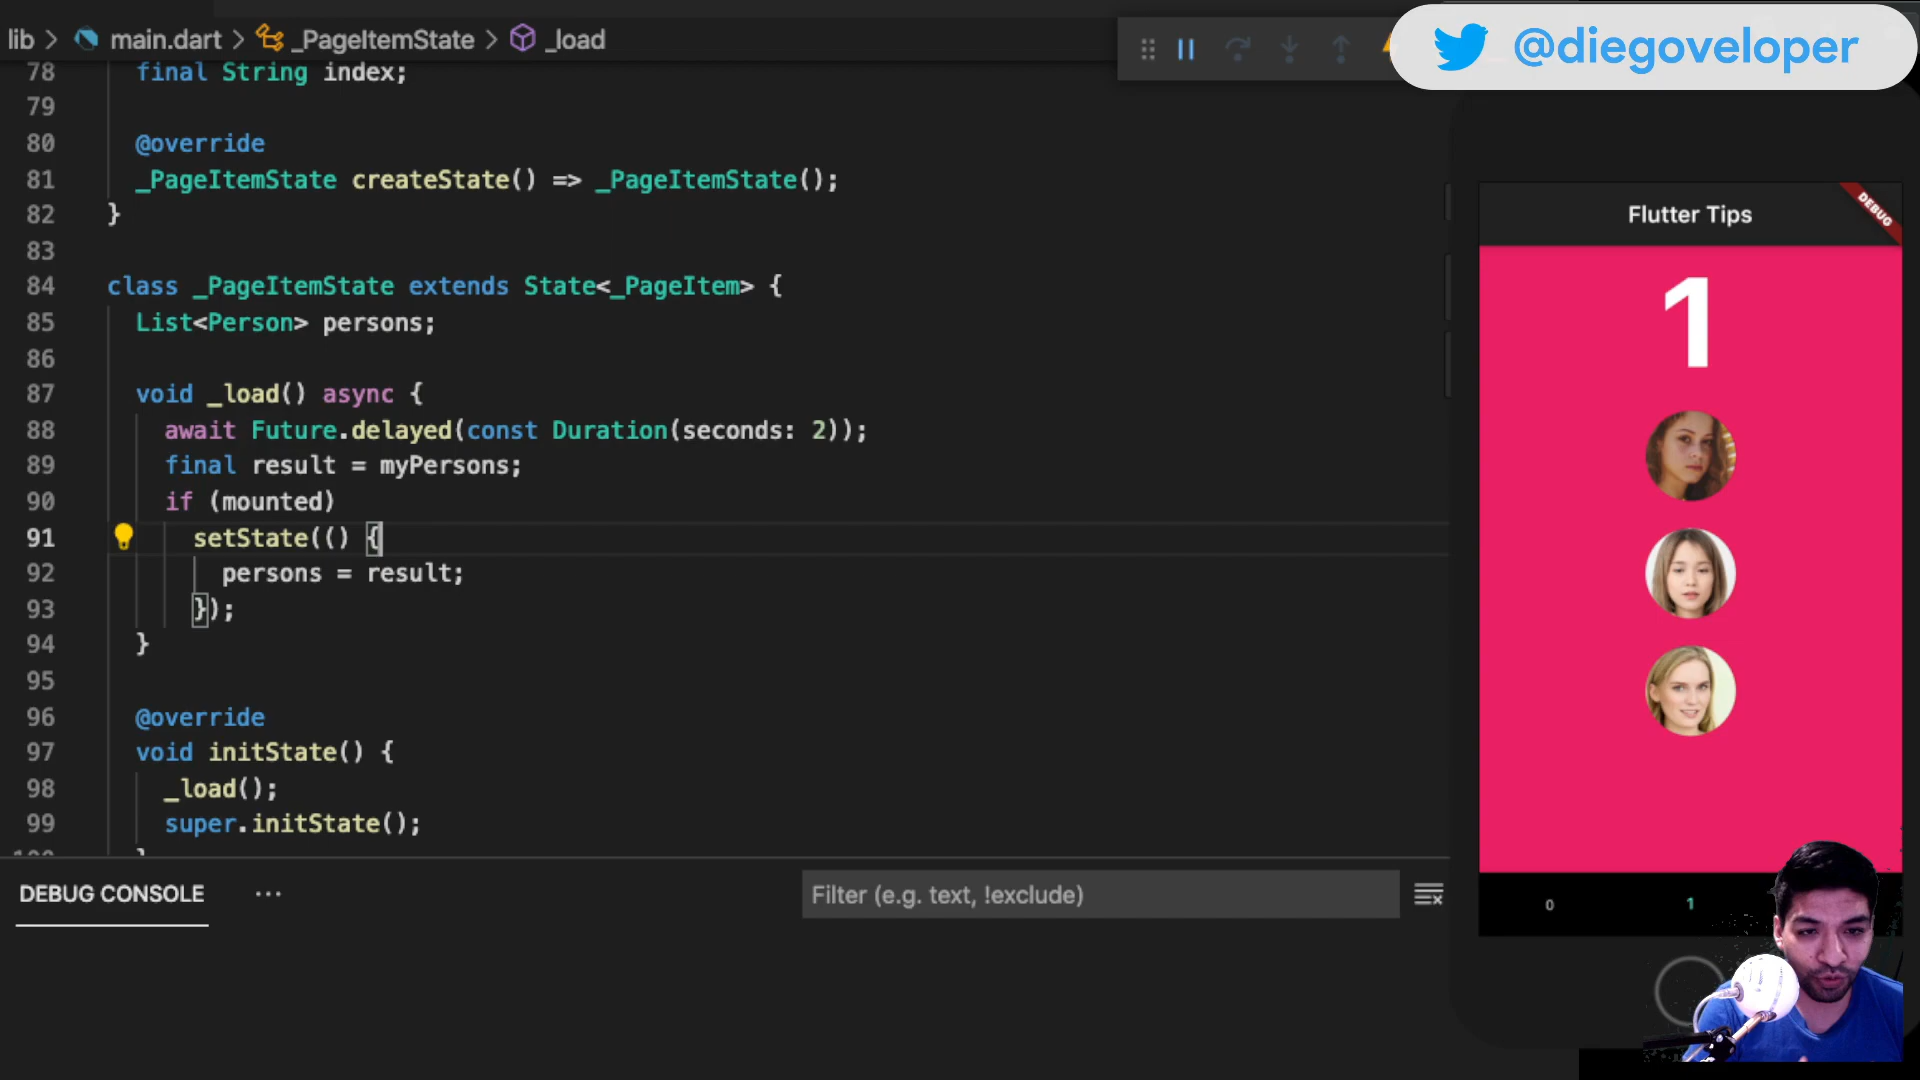 lib > main.dart > _PageItemState > _load
@diegoveloper
78 final String index;
79
80 @override
81 _PageItemState createState() => _PageItemState();
82 }
83
84 class _PageItemState extends State<_PageItem> {
85 List<Person> persons;
86
87 void _load() async {
88 await Future.delayed(const Duration(seconds: 2));
89 final result = myPersons;
90 if (mounted)
91 setState(() {
92 persons = result;
93 });
94 }
95
96 @override
97 void initState() {
98 _load();
99 super.initState();
DEBUG CONSOLE ...
Filter (e.g. text, !exclude)
Flutter Tips
DEBUG
1
0 1